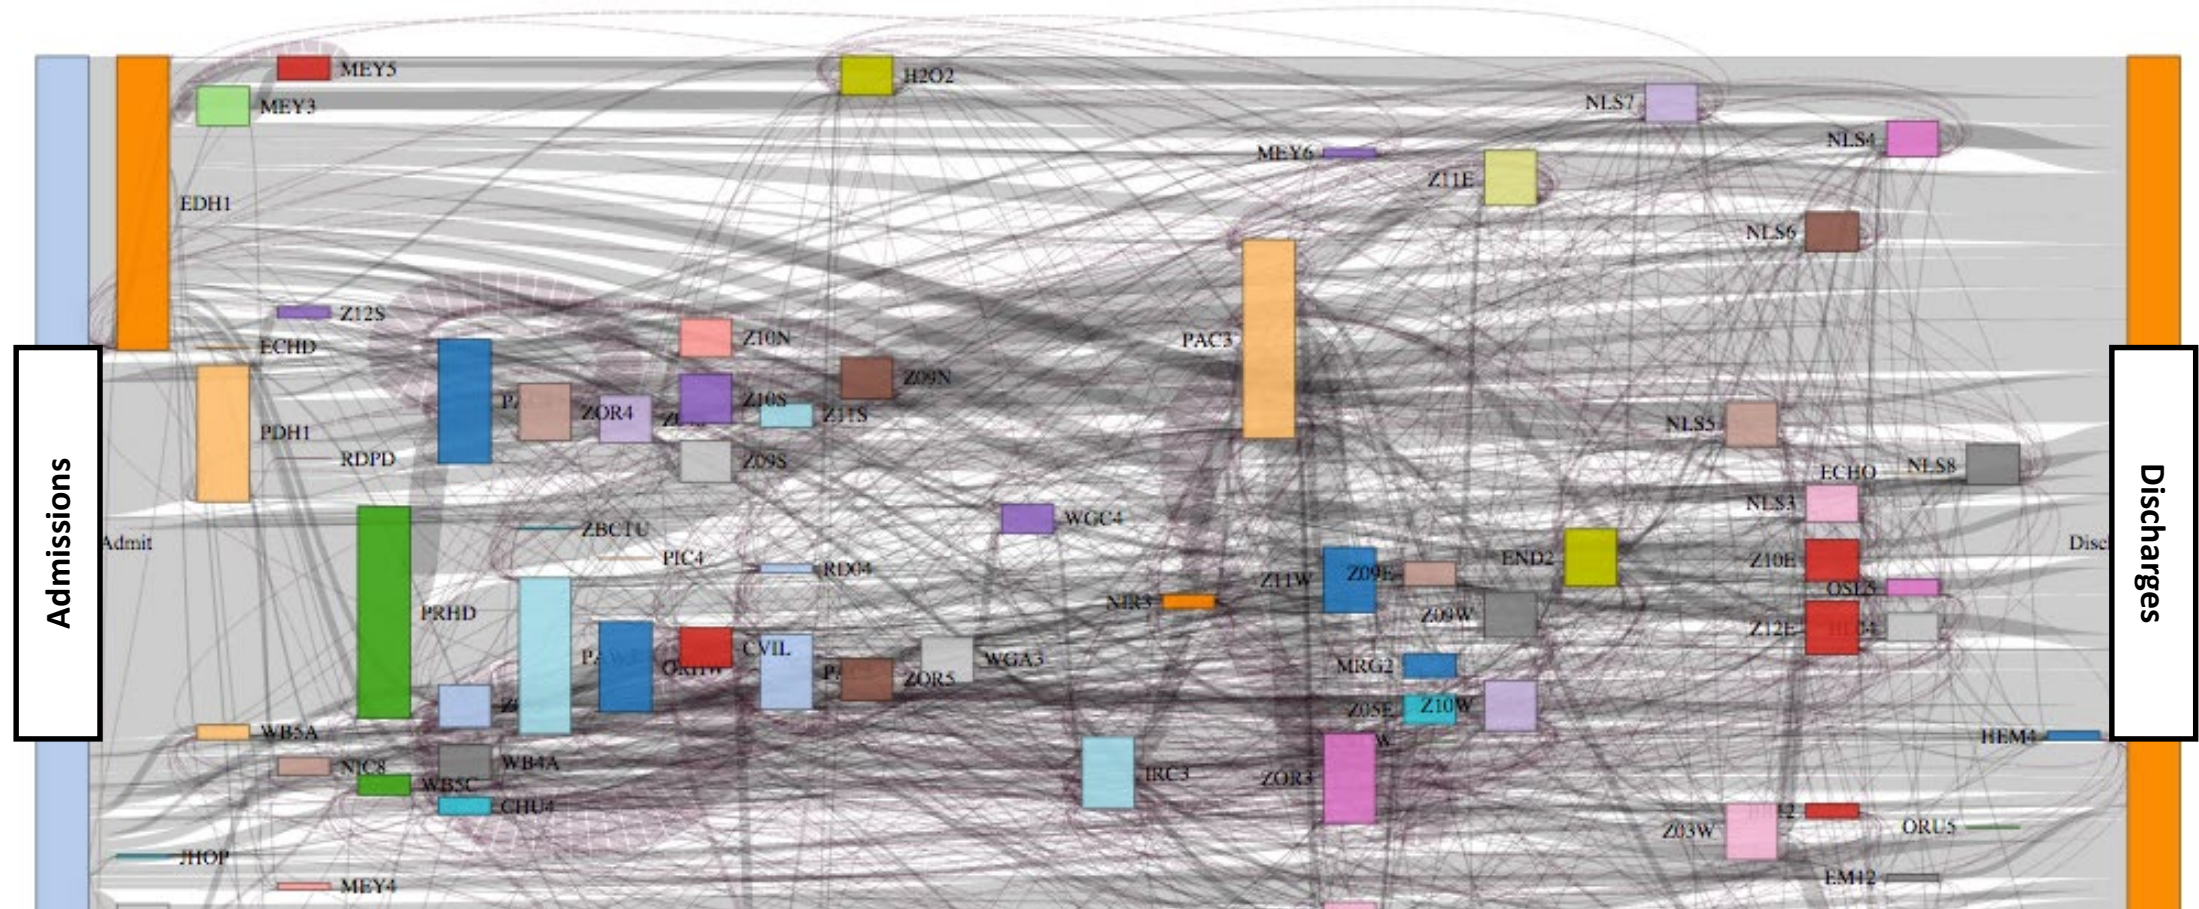 MEY5
H2O2
MEY3
NLS7
NLS4
MEY6
Z11E
EDH1
NLS6
Z12S
Z10N
ECHD
PAC3
Z09N
Z10S
ZOR4
Z11S
NLS5
PDH1
RDPD
Z09S
NLS8
ECHO
NLS3
WGC4
ZBCTU
Admit
PIC4
END2
Z10E
RDO4
Z11W
Z09E
OSL5
NIR3
PRHD
Z09W
Z12E
CVIL
WGA3
MRG2
ZOR5
Z05E
Z10W
WB5A
HEM4
WB4A
NIC8
IRC3
ZOR3
WB5C
CHU4
Z03W
ORU5
JHOP
MEY4
EM12
Admissions
Discharges